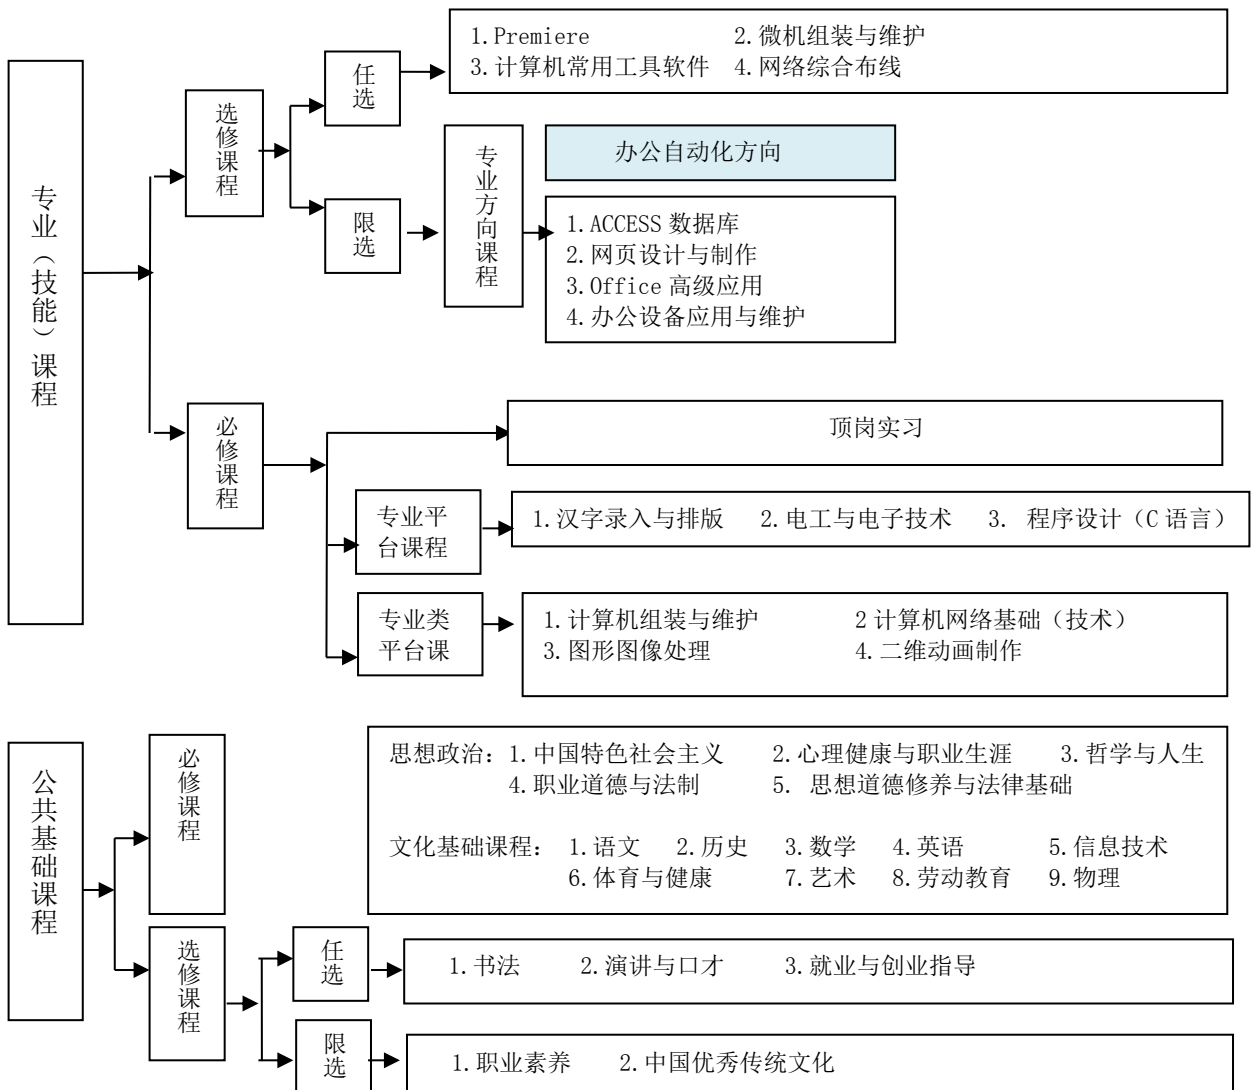 专业（技能）课程
选修课程
任选
1.Premiere 2.微机组装与维护
3.计算机常用工具软件 4.网络综合布线
限选
专业方向课程
办公自动化方向
1.ACCESS 数据库
2.网页设计与制作
3.Office 高级应用
4.办公设备应用与维护
必修课程
顶岗实习
专业平
台课程
1.汉字录入与排版 2.电工与电子技术 3. 程序设计（C 语言）
专业类
平台课
1.计算机组装与维护 2 计算机网络基础（技术）
3.图形图像处理 4.二维动画制作
公共基础课程
必修课程
思想政治：1.中国特色社会主义 2.心理健康与职业生涯 3.哲学与人生
4.职业道德与法制 5. 思想道德修养与法律基础
文化基础课程： 1.语文 2.历史 3.数学 4.英语 5.信息技术
6.体育与健康 7.艺术 8.劳动教育 9.物理
选修课程
任选
1.书法 2.演讲与口才 3.就业与创业指导
限选
1.职业素养 2.中国优秀传统文化